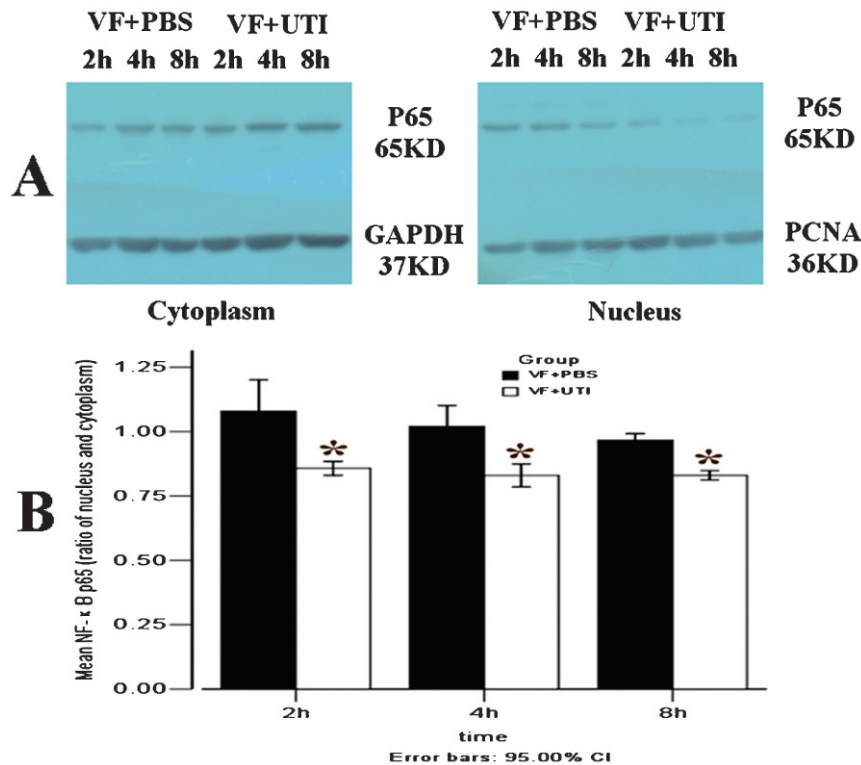 VF+PBS VF+UTI
2h 4h 8h 2h 4h 8h
P65
65KD
GAPDH
37KD
Cytoplasm
A
VF+PBS VF+UTI
2h 4h 8h 2h 4h 8h
P65
65KD
PCNA
36KD
Nucleus
B
Mean NF-κ B p65 (ratio of nucleus and cytoplasm)
1.25
1.00
0.75
0.50
0.25
0.00
Group
VF+PBS
VF+UTI
* * *
2h 4h 8h
time
Error bars: 95.00% CI